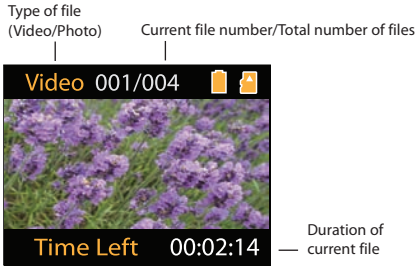 Type of file
(Video/Photo)
Current file number/Total number of files
Video 001/004
Time Left 00:02:14
Duration of
current file